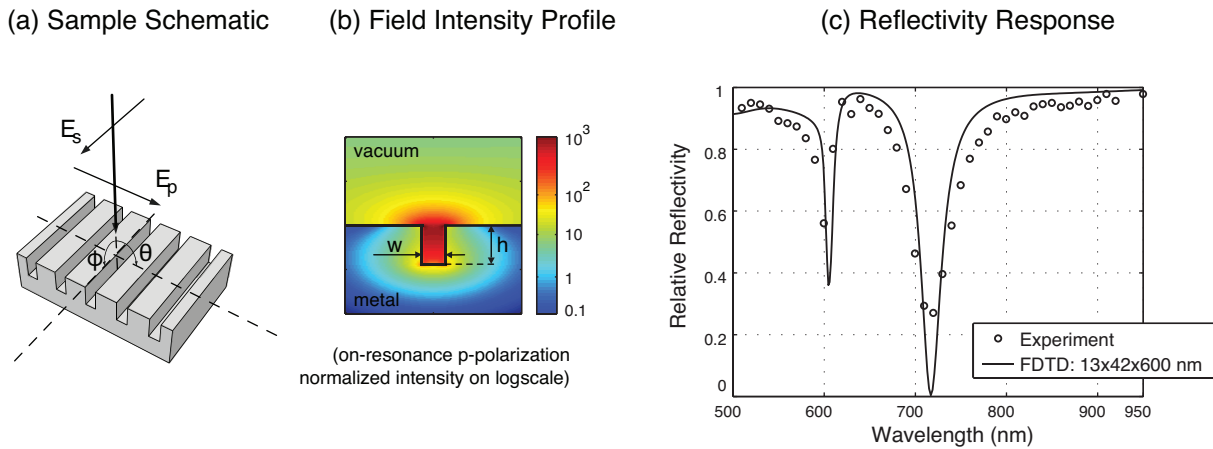 (a) Sample Schematic
E_s
E_p
ϕ
θ
(b) Field Intensity Profile
vacuum
w
h
metal
10^3
10^2
10
1
0.1
(on-resonance p-polarization
normalized intensity on logscale)
(c) Reflectivity Response
Relative Reflectivity
1
0.8
0.6
0.4
0.2
0
500
600
700
800
900
950
Wavelength (nm)
Experiment
FDTD: 13x42x600 nm